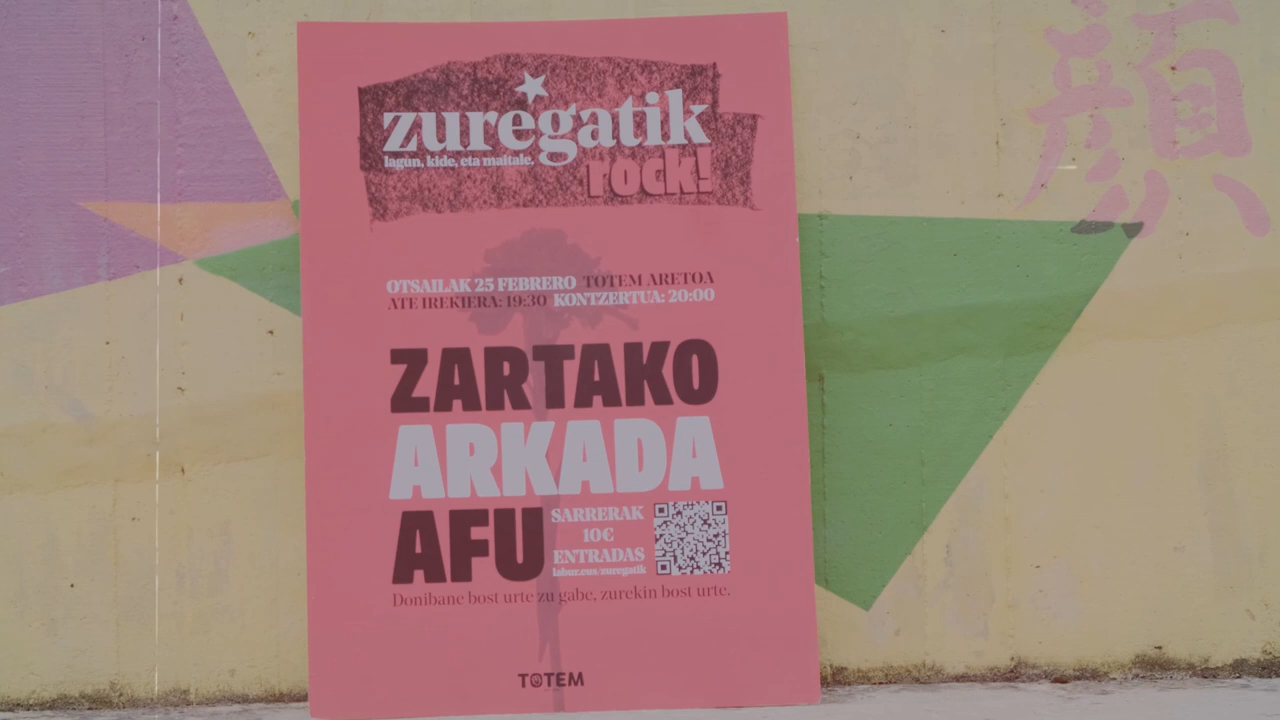 zuregatik
lagun, kide, eta maitale.
rock!
OTSAILAK 25 FEBRERO TOTEM ARETOA
ATE IREKIERA: 19:30 KONTZERTUA: 20:00
ZARTAKO
ARKADA
AFU
SARRERAK
10€
ENTRADAS
labur.eus/zuregatik
Donibane bost urte zu gabe, zurekin bost urte.
TOTEM
顔